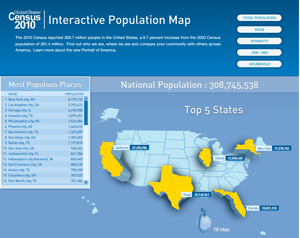 United States
Census
2010
Interactive Population Map
The 2010 Census reported 308.7 million people in the United States, a 9.7 percent increase from the 2000 Census
population of 281.4 million. Find out who we are, where we are and compare your community with others across
America. Learn more about the new Portrait of America.
TOTAL POPULATION
RACE
ETHNICITY
AGE / SEX
HOUSEHOLD
Most Populous Places:
National Population : 308,745,538
NAME POPULATION
1 New York city, NY 8,175,133
2 Los Angeles city, CA 3,792,621
3 Chicago city, IL 2,695,598
4 Houston city, TX 2,099,451
5 Philadelphia city, PA 1,526,006
6 Phoenix city, AZ 1,445,632
7 San Antonio city, TX 1,327,407
8 San Diego city, CA 1,307,402
9 Dallas city, TX 1,197,816
10 San Jose city, CA 945,942
11 Jacksonville city, FL 821,784
12 Indianapolis city (balance), IN 820,445
13 San Francisco city, CA 805,235
14 Austin city, TX 790,390
15 Columbus city, OH 787,033
16 Fort Worth city, TX 741,206
Top 5 States
California 37,253,956
New York 19,378,102
Illinois 12,830,632
Texas 25,145,561
Florida 18,801,310